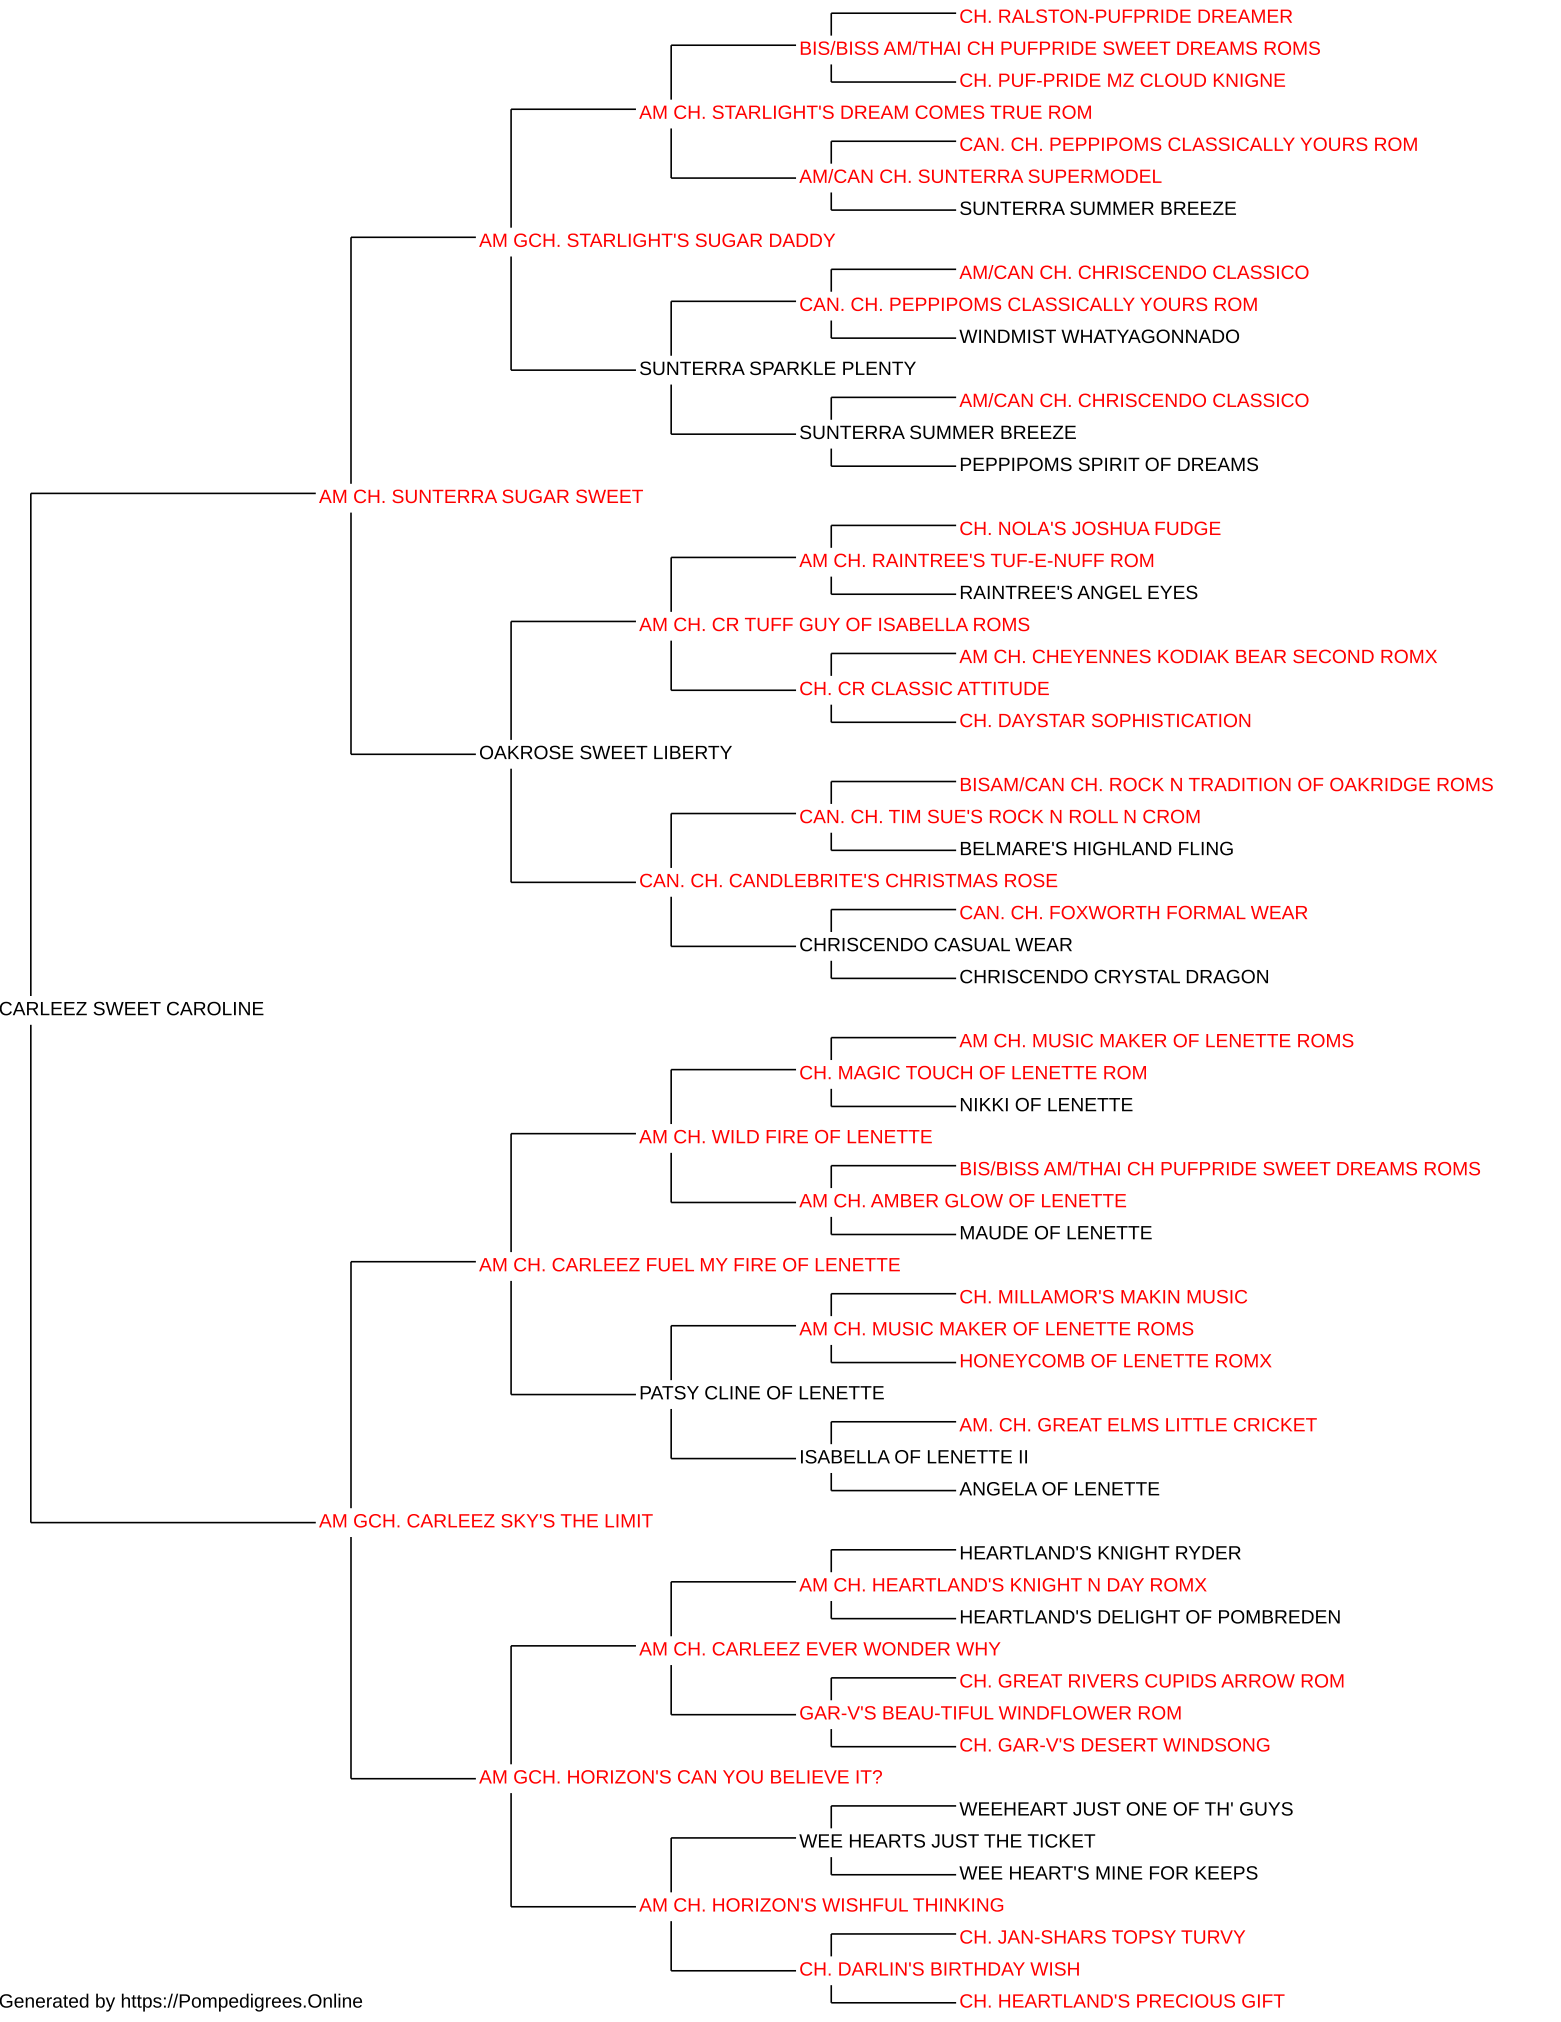 CH. RALSTON-PUFPRIDE DREAMER
BIS/BISS AM/THAI CH PUFPRIDE SWEET DREAMS ROMS
CH. PUF-PRIDE MZ CLOUD KNIGNE
AM CH. STARLIGHT'S DREAM COMES TRUE ROM
CAN. CH. PEPPIPOMS CLASSICALLY YOURS ROM
AM/CAN CH. SUNTERRA SUPERMODEL
SUNTERRA SUMMER BREEZE
AM GCH. STARLIGHT'S SUGAR DADDY
AM/CAN CH. CHRISCENDO CLASSICO
CAN. CH. PEPPIPOMS CLASSICALLY YOURS ROM
WINDMIST WHATYAGONNADO
SUNTERRA SPARKLE PLENTY
AM/CAN CH. CHRISCENDO CLASSICO
SUNTERRA SUMMER BREEZE
PEPPIPOMS SPIRIT OF DREAMS
AM CH. SUNTERRA SUGAR SWEET
CH. NOLA'S JOSHUA FUDGE
AM CH. RAINTREE'S TUF-E-NUFF ROM
RAINTREE'S ANGEL EYES
AM CH. CR TUFF GUY OF ISABELLA ROMS
AM CH. CHEYENNES KODIAK BEAR SECOND ROMX
CH. CR CLASSIC ATTITUDE
CH. DAYSTAR SOPHISTICATION
OAKROSE SWEET LIBERTY
BISAM/CAN CH. ROCK N TRADITION OF OAKRIDGE ROMS
CAN. CH. TIM SUE'S ROCK N ROLL N CROM
BELMARE'S HIGHLAND FLING
CAN. CH. CANDLEBRITE'S CHRISTMAS ROSE
CAN. CH. FOXWORTH FORMAL WEAR
CHRISCENDO CASUAL WEAR
CHRISCENDO CRYSTAL DRAGON
CARLEEZ SWEET CAROLINE
AM CH. MUSIC MAKER OF LENETTE ROMS
CH. MAGIC TOUCH OF LENETTE ROM
NIKKI OF LENETTE
AM CH. WILD FIRE OF LENETTE
BIS/BISS AM/THAI CH PUFPRIDE SWEET DREAMS ROMS
AM CH. AMBER GLOW OF LENETTE
MAUDE OF LENETTE
AM CH. CARLEEZ FUEL MY FIRE OF LENETTE
CH. MILLAMOR'S MAKIN MUSIC
AM CH. MUSIC MAKER OF LENETTE ROMS
HONEYCOMB OF LENETTE ROMX
PATSY CLINE OF LENETTE
AM. CH. GREAT ELMS LITTLE CRICKET
ISABELLA OF LENETTE II
ANGELA OF LENETTE
AM GCH. CARLEEZ SKY'S THE LIMIT
HEARTLAND'S KNIGHT RYDER
AM CH. HEARTLAND'S KNIGHT N DAY ROMX
HEARTLAND'S DELIGHT OF POMBREDEN
AM CH. CARLEEZ EVER WONDER WHY
CH. GREAT RIVERS CUPIDS ARROW ROM
GAR-V'S BEAU-TIFUL WINDFLOWER ROM
CH. GAR-V'S DESERT WINDSONG
AM GCH. HORIZON'S CAN YOU BELIEVE IT?
WEEHEART JUST ONE OF TH' GUYS
WEE HEARTS JUST THE TICKET
WEE HEART'S MINE FOR KEEPS
AM CH. HORIZON'S WISHFUL THINKING
CH. JAN-SHARS TOPSY TURVY
CH. DARLIN'S BIRTHDAY WISH
CH. HEARTLAND'S PRECIOUS GIFT
Generated by https://Pompedigrees.Online